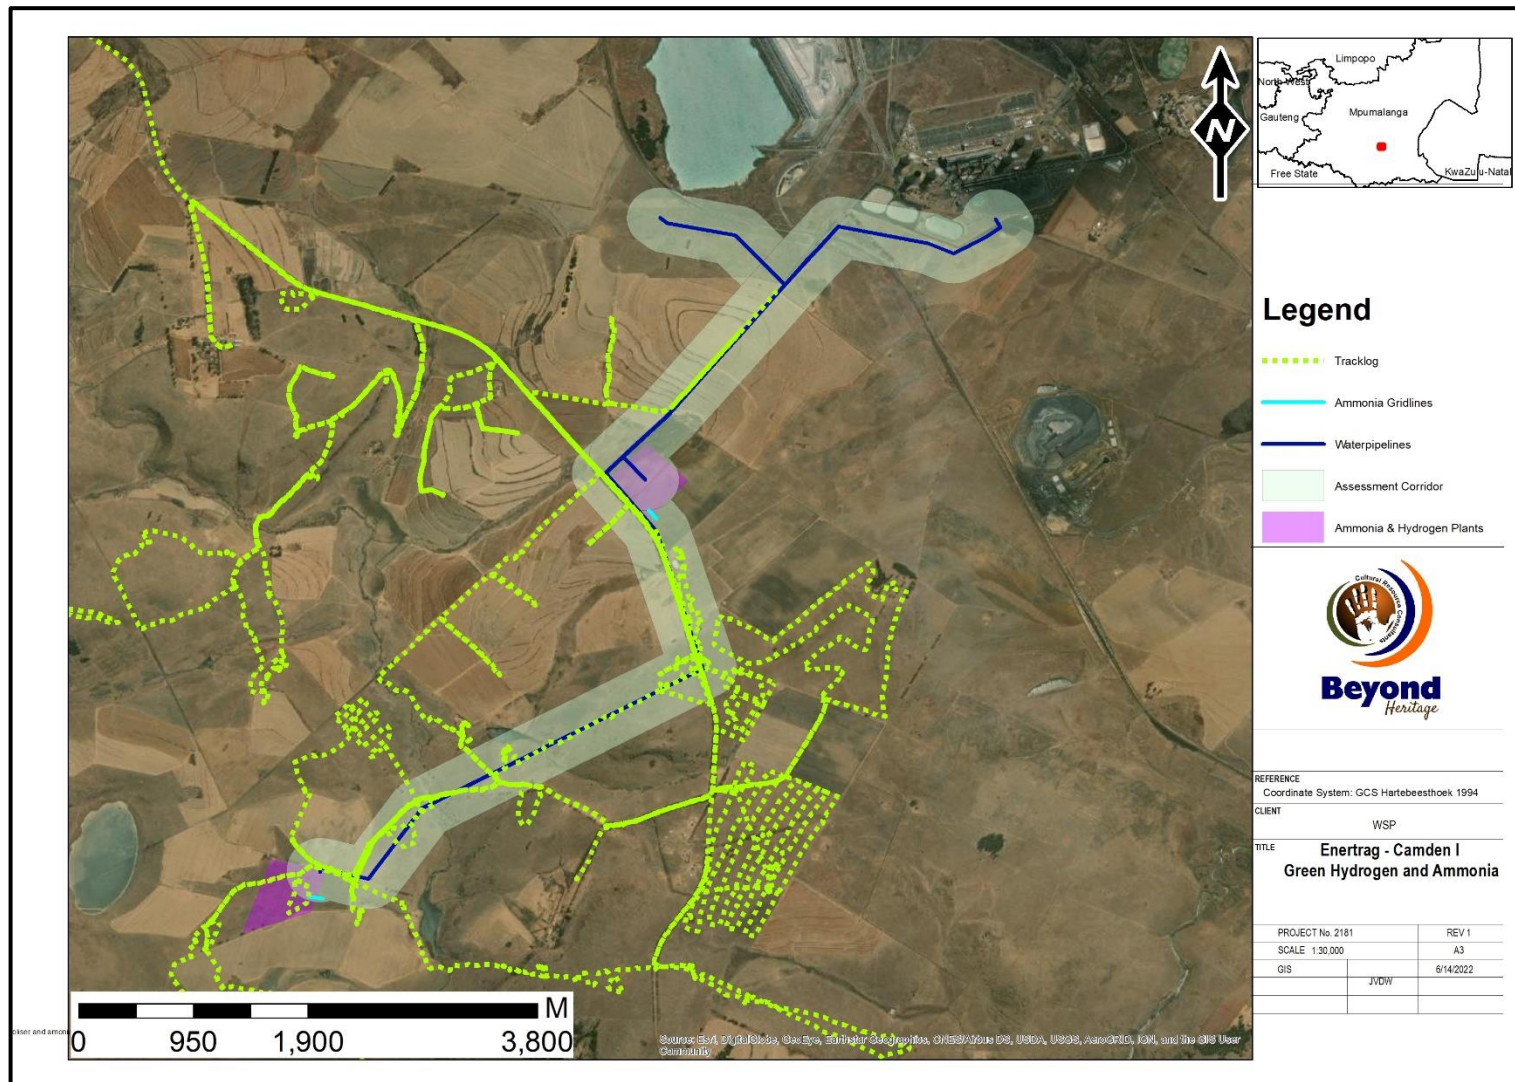 Limpopo
North West
Mpumalanga
Gauteng
Free State
KwaZulu-Natal
N
Legend
Tracklog
Ammonia Gridlines
Waterpipelines
Assessment Corridor
Ammonia & Hydrogen Plants
Cultural Resource Consultants
Beyond
Heritage
REFERENCE
Coordinate System: GCS Hartebeesthoek 1994
CLIENT
WSP
TITLE
Enertrag - Camden I
Green Hydrogen and Ammonia
PROJECT No. 2181
REV 1
SCALE 1:30,000
A3
GIS
6/14/2022
JVDW
M
0 950 1,900 3,800
Source: Esri, DigitalGlobe, GeoEye, Earthstar Geographics, CNES/Airbus DS, USDA, USGS, AeroGRID, IGN, and the GIS User
Community